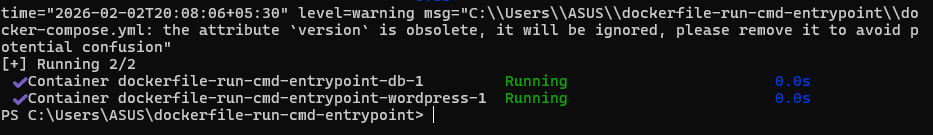 time="2026-02-02T20:08:06+05:30" level=warning msg="C:\\Users\\ASUS\\dockerfile-run-cmd-entrypoint\\do
cker-compose.yml: the attribute `version` is obsolete, it will be ignored, please remove it to avoid p
otential confusion"
[+] Running 2/2
✔Container dockerfile-run-cmd-entrypoint-db-1 Running 0.0s
✔Container dockerfile-run-cmd-entrypoint-wordpress-1 Running 0.0s
PS C:\Users\ASUS\dockerfile-run-cmd-entrypoint>